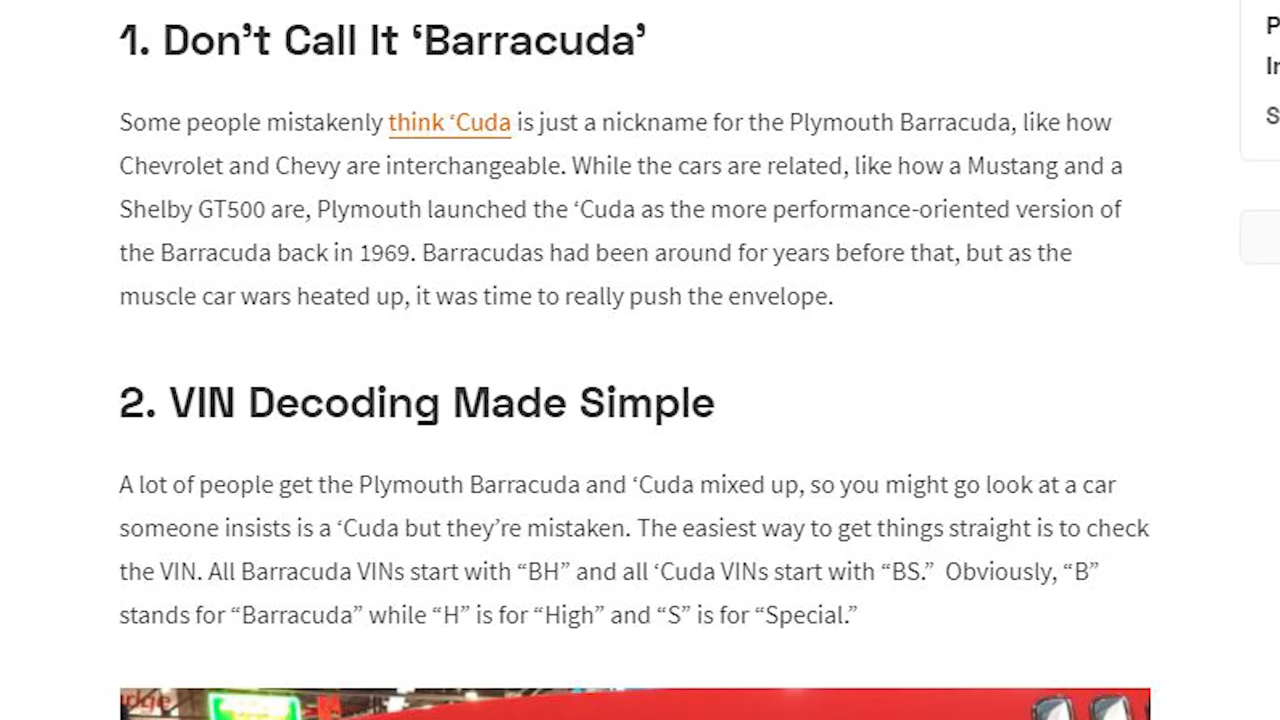 1. Don’t Call It ‘Barracuda’
Some people mistakenly think ‘Cuda is just a nickname for the Plymouth Barracuda, like how
Chevrolet and Chevy are interchangeable. While the cars are related, like how a Mustang and a
Shelby GT500 are, Plymouth launched the ‘Cuda as the more performance-oriented version of
the Barracuda back in 1969. Barracudas had been around for years before that, but as the
muscle car wars heated up, it was time to really push the envelope.
2. VIN Decoding Made Simple
A lot of people get the Plymouth Barracuda and ‘Cuda mixed up, so you might go look at a car
someone insists is a ‘Cuda but they’re mistaken. The easiest way to get things straight is to check
the VIN. All Barracuda VINs start with “BH” and all ‘Cuda VINs start with “BS.”  Obviously, “B”
stands for “Barracuda” while “H” is for “High” and “S” is for “Special.”